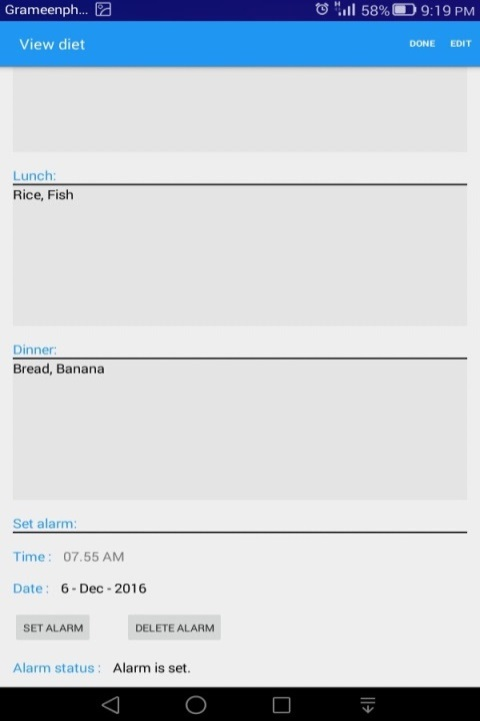 Grameenph... 58% 9:19 PM
View diet DONE EDIT
Lunch:
Rice, Fish
Dinner:
Bread, Banana
Set alarm:
Time : 07.55 AM
Date : 6 - Dec - 2016
SET ALARM DELETE ALARM
Alarm status : Alarm is set.